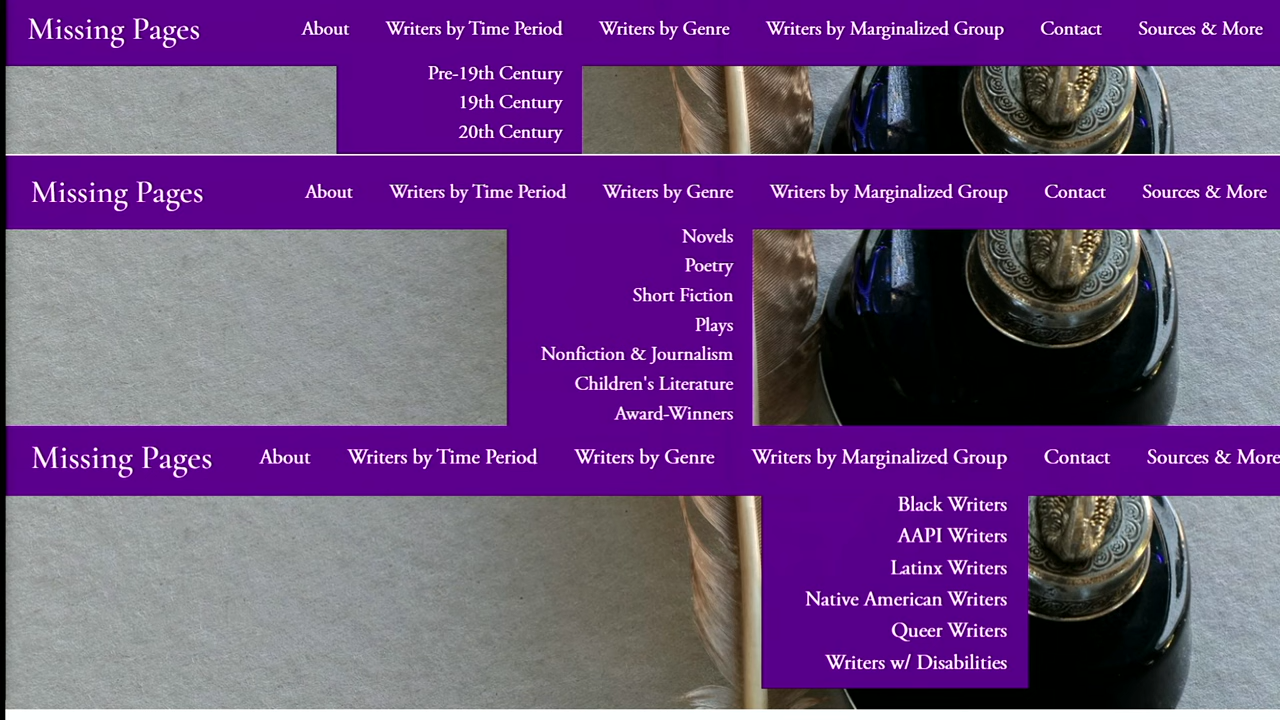 Missing Pages About Writers by Time Period Writers by Genre Writers by Marginalized Group Contact Sources & More
Pre-19th Century
19th Century
20th Century
Missing Pages About Writers by Time Period Writers by Genre Writers by Marginalized Group Contact Sources & More
Novels
Poetry
Short Fiction
Plays
Nonfiction & Journalism
Children's Literature
Award-Winners
Missing Pages About Writers by Time Period Writers by Genre Writers by Marginalized Group Contact Sources & More
Black Writers
AAPI Writers
Latinx Writers
Native American Writers
Queer Writers
Writers w/ Disabilities